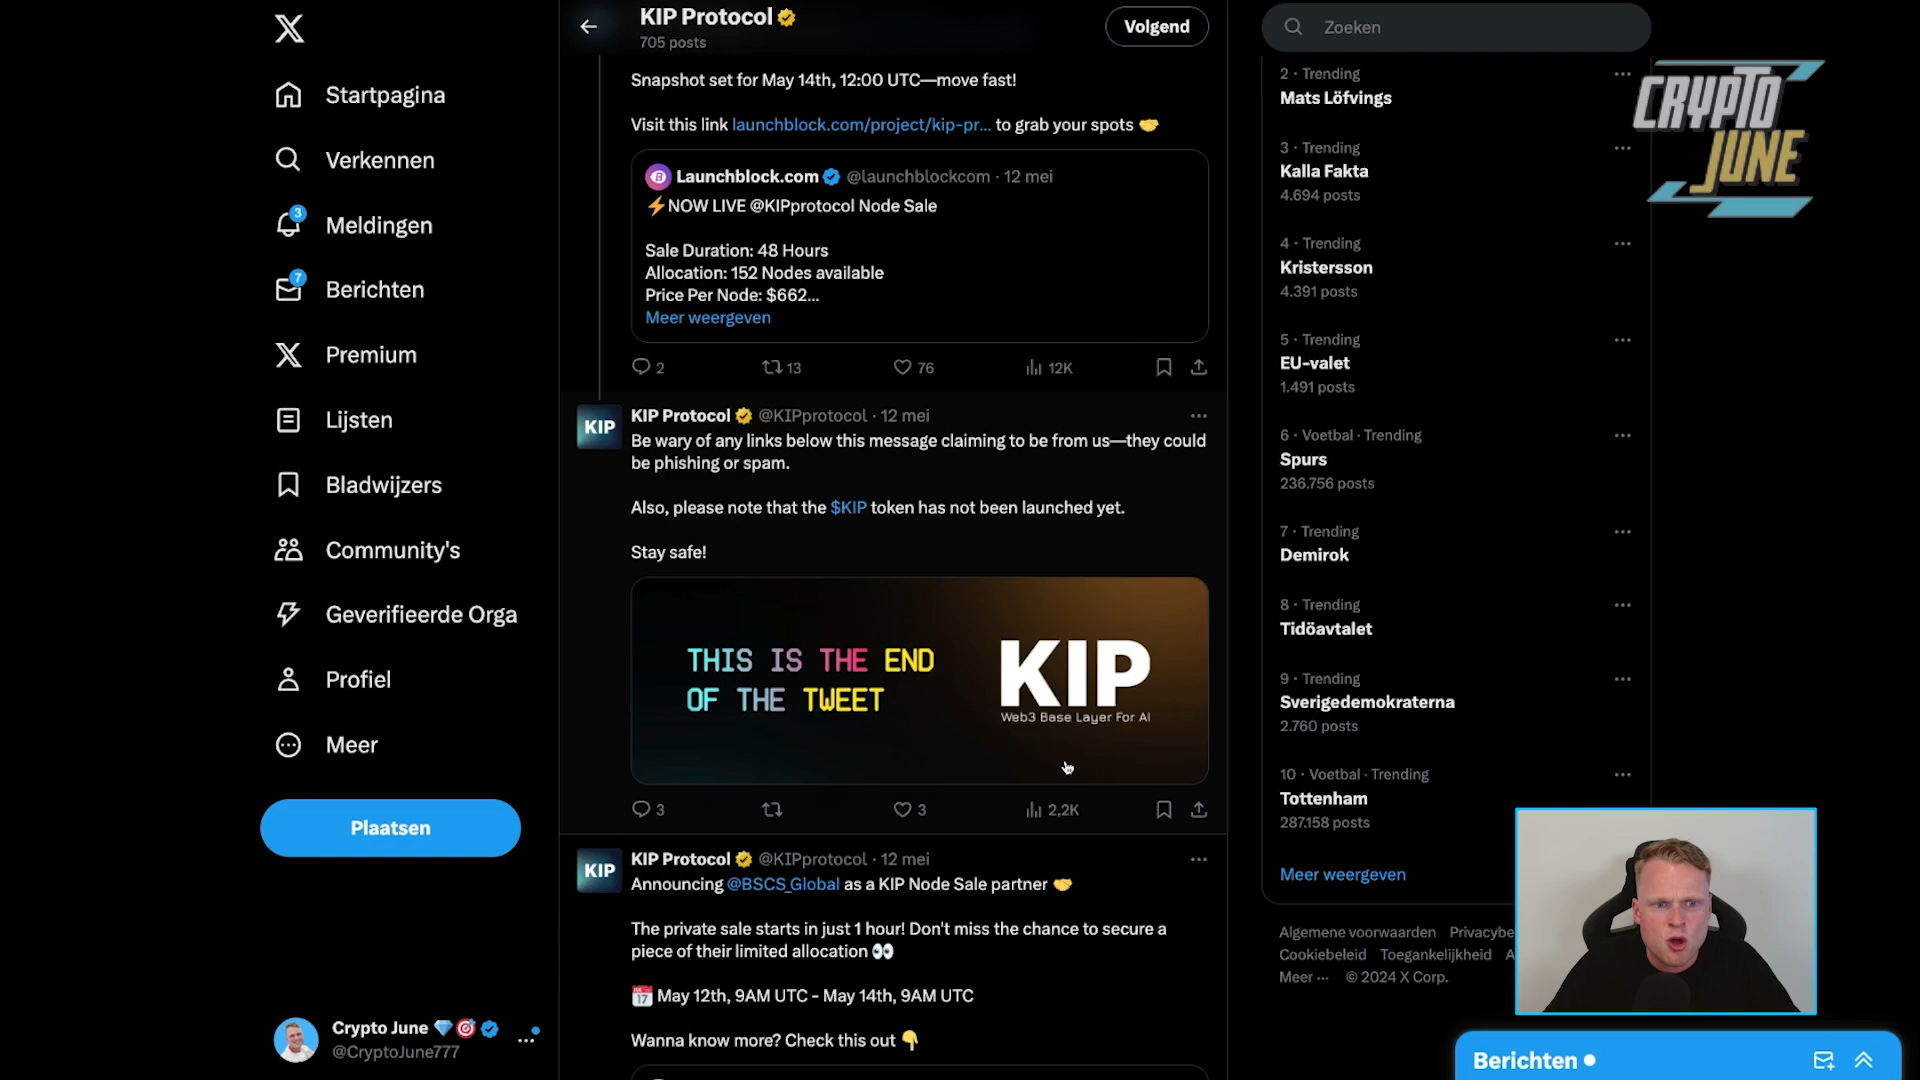 Startpagina
Verkennen
3
Meldingen
7
Berichten
Premium
Lijsten
Bladwijzers
Community's
Geverifieerde Orga
Profiel
Meer
Plaatsen
Crypto June
@CryptoJune777
KIP Protocol
705 posts
Volgend
Snapshot set for May 14th, 12:00 UTC—move fast!
Visit this link launchblock.com/project/kip-pr... to grab your spots
Launchblock.com @launchblockcom · 12 mei
⚡NOW LIVE @KIPprotocol Node Sale
Sale Duration: 48 Hours
Allocation: 152 Nodes available
Price Per Node: $662...
Meer weergeven
2 13 76 12K
KIP
KIP Protocol @KIPprotocol · 12 mei
Be wary of any links below this message claiming to be from us—they could
be phishing or spam.
Also, please note that the $KIP token has not been launched yet.
Stay safe!
THIS IS THE END
OF THE TWEET
KIP
Web3 Base Layer For AI
3 3 2,2K
KIP
KIP Protocol @KIPprotocol · 12 mei
Announcing @BSCS_Global as a KIP Node Sale partner 🤝
The private sale starts in just 1 hour! Don't miss the chance to secure a
piece of their limited allocation 👀
📅 May 12th, 9AM UTC - May 14th, 9AM UTC
Wanna know more? Check this out 👇
Zoeken
2 · Trending
Mats Löfvings
3 · Trending
Kalla Fakta
4.694 posts
4 · Trending
Kristersson
4.391 posts
5 · Trending
EU-valet
1.491 posts
6 · Voetbal · Trending
Spurs
236.756 posts
7 · Trending
Demirok
8 · Trending
Tidöavtalet
9 · Trending
Sverigedemokraterna
2.760 posts
10 · Voetbal · Trending
Tottenham
287.158 posts
Meer weergeven
Algemene voorwaarden Privacybe
Cookiebeleid Toegankelijkheid A
Meer ··· © 2024 X Corp.
CRYPTO
JUNE
Berichten